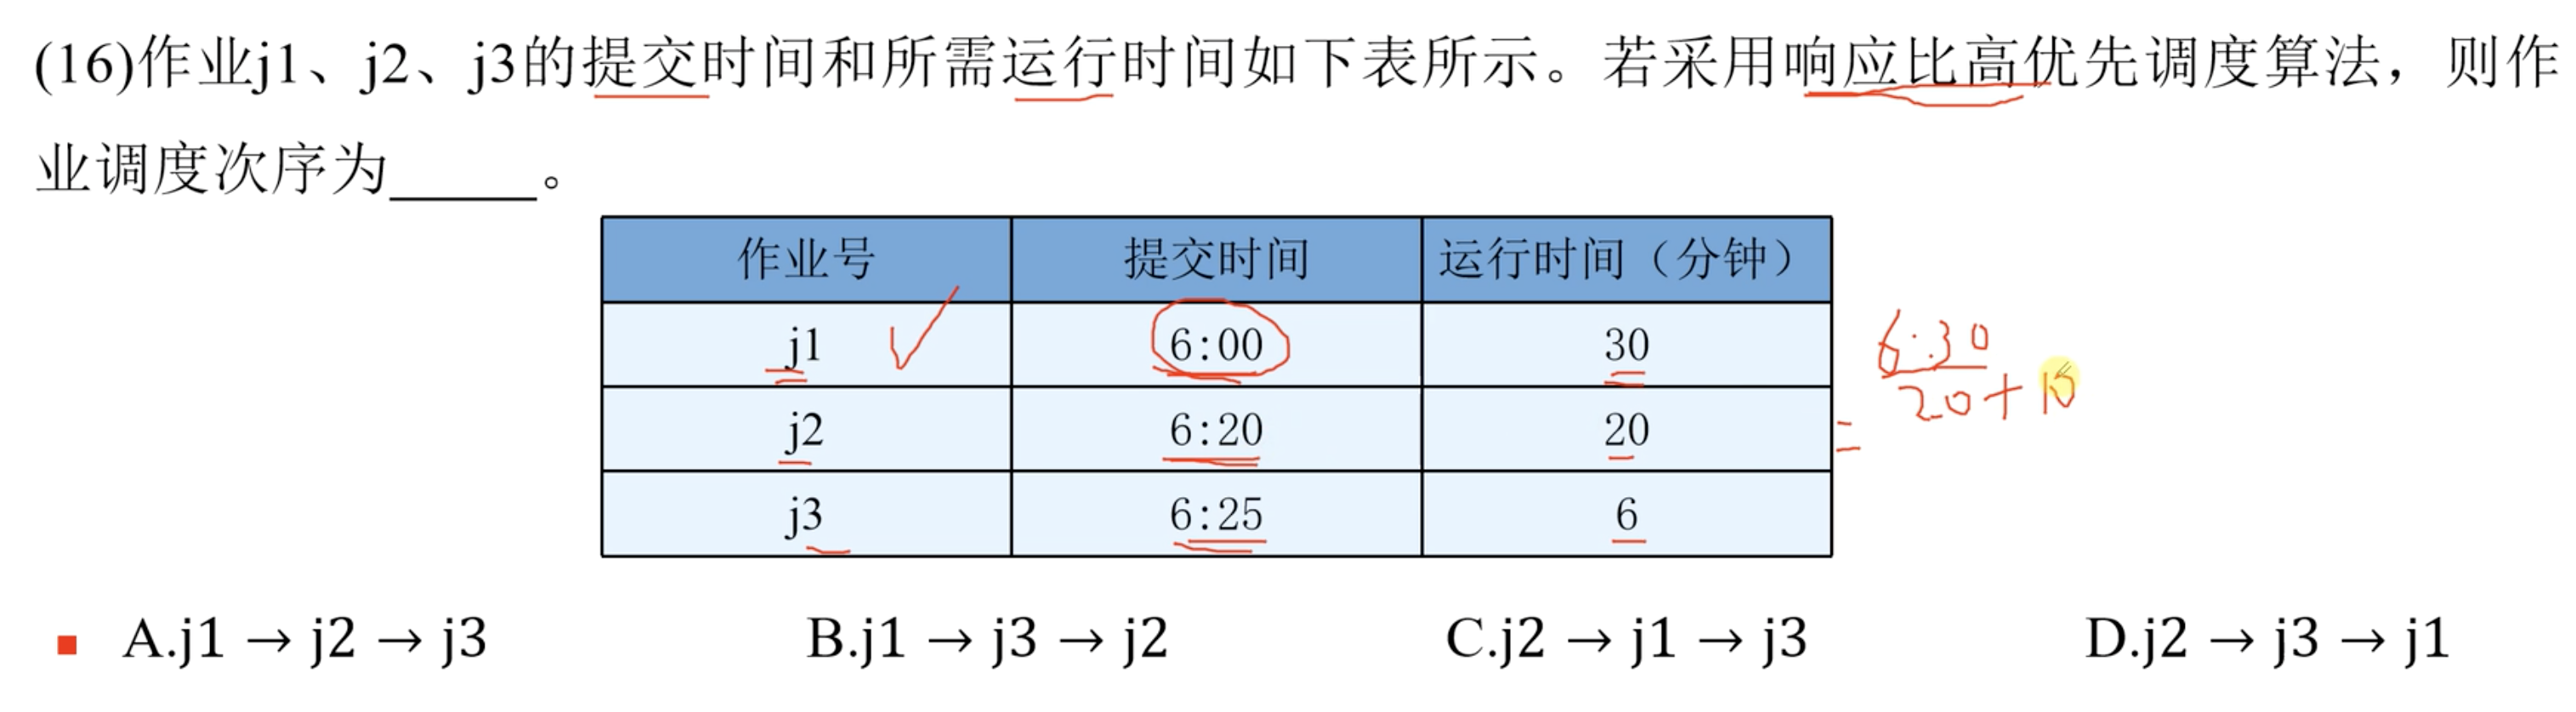 (16)作业j1、j2、j3的提交时间和所需运行时间如下表所示。若采用响应比高优先调度算法，则作
业调度次序为_____。
作业号 提交时间 运行时间（分钟）
j1 6:00 30
6:30
20+10
j2 6:20 20
=
j3 6:25 6
A.j1 → j2 → j3 B.j1 → j3 → j2 C.j2 → j1 → j3 D.j2 → j3 → j1